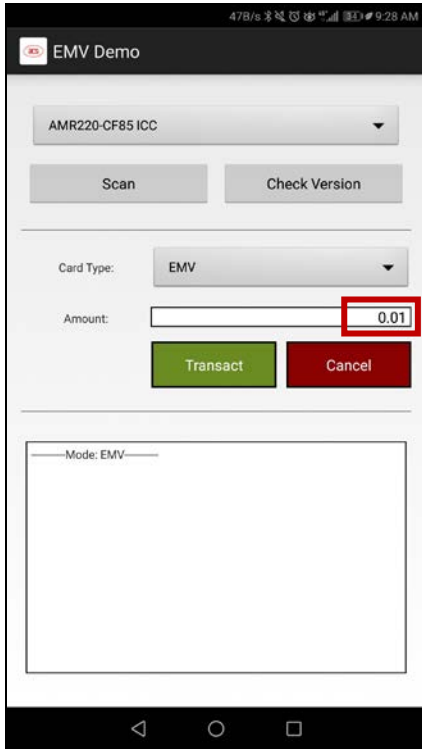 47B/s 9:28 AM
EMV Demo
AMR220-CF85 ICC
Scan Check Version
Card Type: EMV
Amount: 0.01
Transact Cancel
———Mode: EMV———